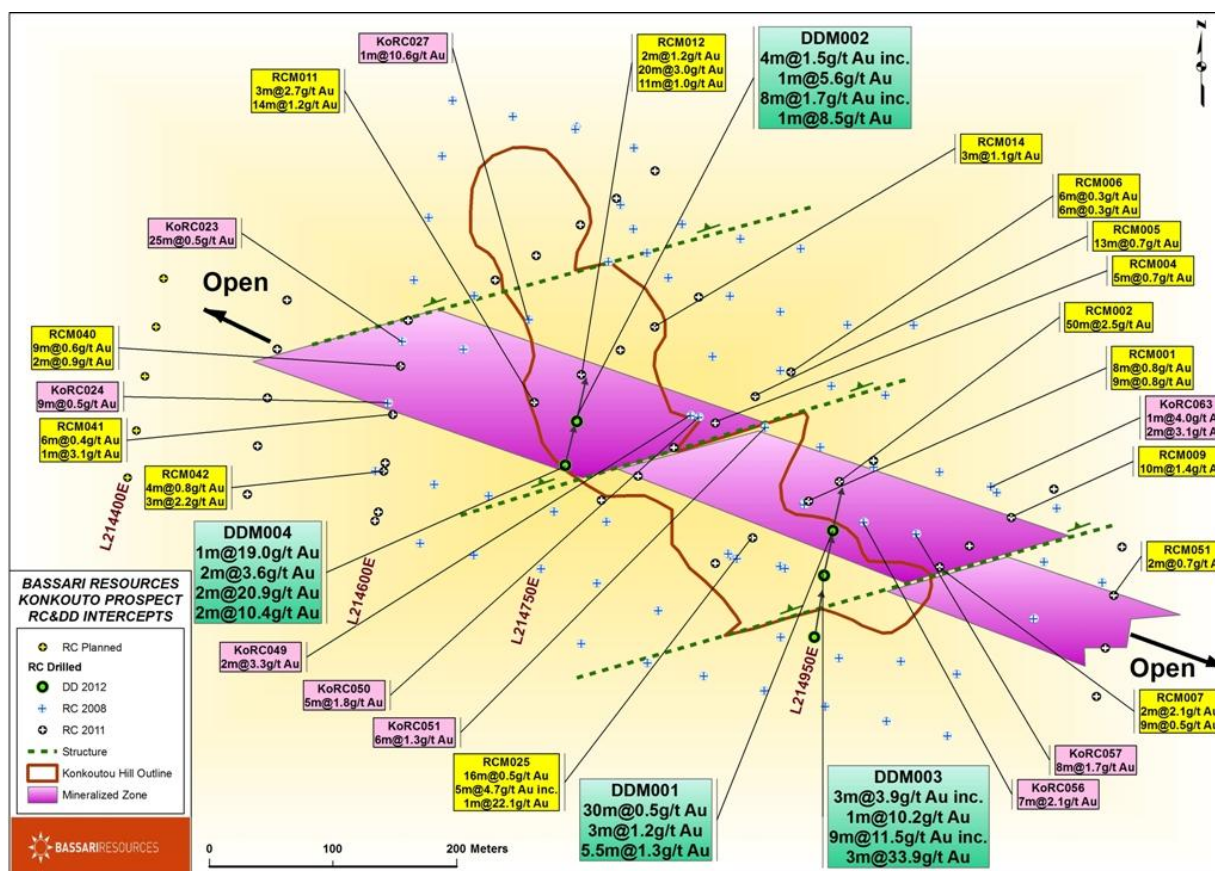 KoRC027
1m@10.6g/t Au
RCM012
2m@1.2g/t Au
20m@3.0g/t Au
11m@1.0g/t Au
DDM002
4m@1.5g/t Au inc.
1m@5.6g/t Au
8m@1.7g/t Au inc.
1m@8.5g/t Au
RCM011
3m@2.7g/t Au
14m@1.2g/t Au
RCM014
3m@1.1g/t Au
RCM006
6m@0.3g/t Au
6m@0.3g/t Au
KoRC023
25m@0.5g/t Au
RCM005
13m@0.7g/t Au
RCM004
5m@0.7g/t Au
Open
RCM002
50m@2.5g/t Au
RCM040
9m@0.6g/t Au
2m@0.9g/t Au
RCM001
8m@0.8g/t Au
9m@0.8g/t Au
KoRC024
9m@0.5g/t Au
KoRC063
1m@4.0g/t A
2m@3.1g/t A
RCM041
6m@0.4g/t Au
1m@3.1g/t Au
RCM009
10m@1.4g/t A
RCM042
4m@0.8g/t Au
3m@2.2g/t Au
L214400E
L214600E
L214750E
L214950E
DDM004
1m@19.0g/t Au
2m@3.6g/t Au
2m@20.9g/t Au
2m@10.4g/t Au
RCM051
2m@0.7g/t A
Open
KoRC049
2m@3.3g/t Au
KoRC050
5m@1.8g/t Au
KoRC051
6m@1.3g/t Au
RCM007
2m@2.1g/t Au
9m@0.5g/t Au
KoRC057
8m@1.7g/t Au
KoRC056
7m@2.1g/t Au
RCM025
16m@0.5g/t Au
5m@4.7g/t Au inc.
1m@22.1g/t Au
DDM001
30m@0.5g/t Au
3m@1.2g/t Au
5.5m@1.3g/t Au
DDM003
3m@3.9g/t Au inc.
1m@10.2g/t Au
9m@11.5g/t Au inc.
3m@33.9g/t Au
BASSARI RESOURCES
KONKOUTO PROSPECT
RC&DD INTERCEPTS
RC Planned
RC Drilled
DD 2012
RC 2008
RC 2011
Structure
Konkoutou Hill Outline
Mineralized Zone
BASSARIRESOURCES
0 100 200 Meters